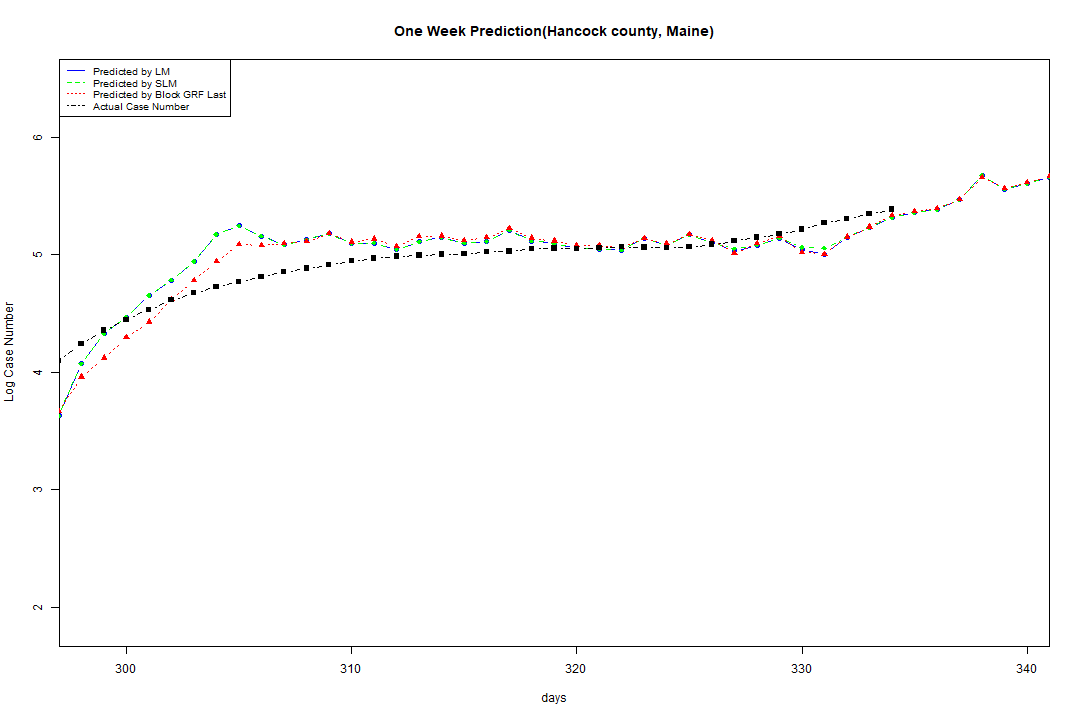 One Week Prediction(Hancock county, Maine)
Predicted by LM
Predicted by SLM
Predicted by Block GRF Last
Actual Case Number
6
5
4
3
2
Log Case Number
300 310 320 330 340
days